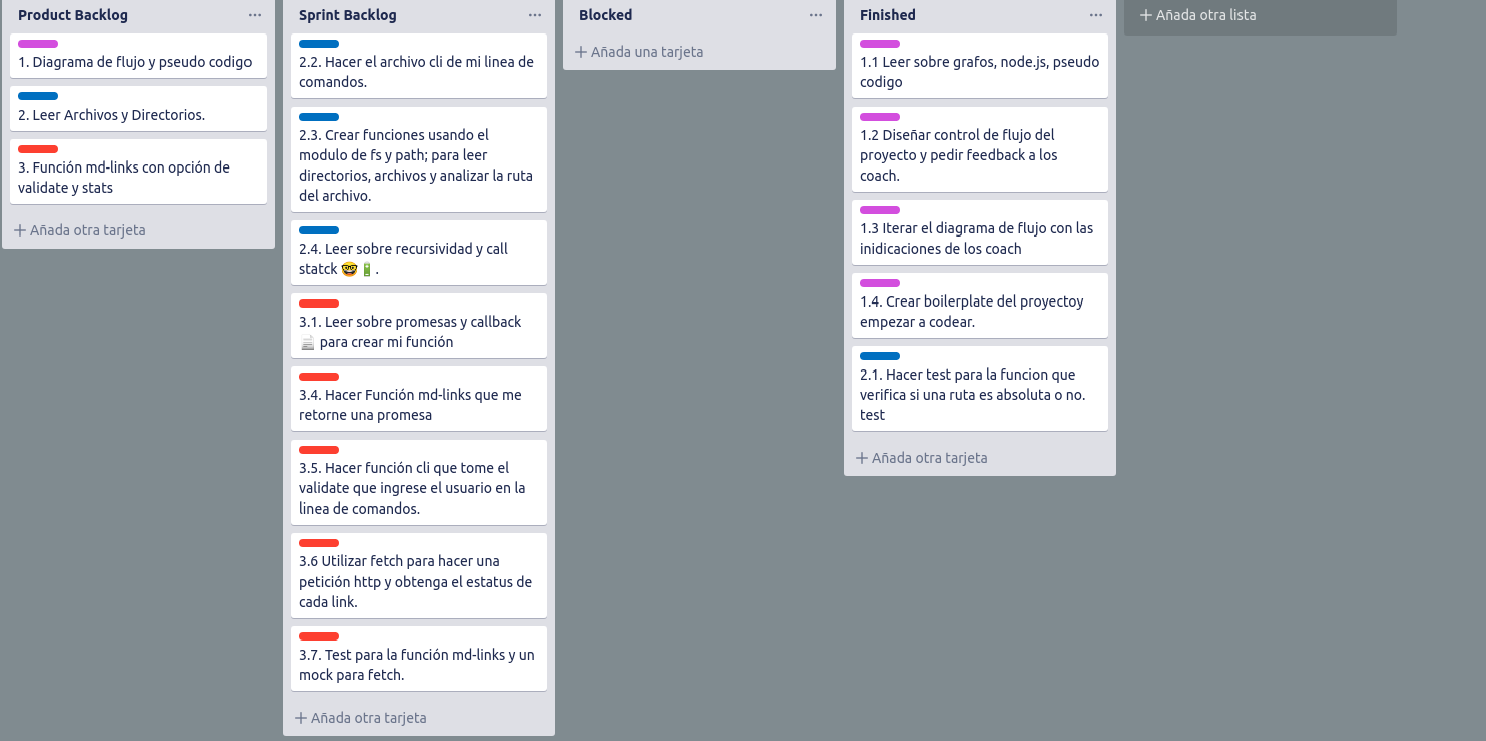 Product Backlog
1. Diagrama de flujo y pseudo codigo
2. Leer Archivos y Directorios.
3. Función md-links con opción de
validate y stats
+ Añada otra tarjeta
Sprint Backlog
2.2. Hacer el archivo cli de mi linea de
comandos.
2.3. Crear funciones usando el
modulo de fs y path; para leer
directorios, archivos y analizar la ruta
del archivo.
2.4. Leer sobre recursividad y call
statck 🤓🔋.
3.1. Leer sobre promesas y callback
📃 para crear mi función
3.4. Hacer Función md-links que me
retorne una promesa
3.5. Hacer función cli que tome el
validate que ingrese el usuario en la
linea de comandos.
3.6 Utilizar fetch para hacer una
petición http y obtenga el estatus de
cada link.
3.7. Test para la función md-links y un
mock para fetch.
+ Añada otra tarjeta
Blocked
+ Añada una tarjeta
Finished
1.1 Leer sobre grafos, node.js, pseudo
codigo
1.2 Diseñar control de flujo del
proyecto y pedir feedback a los
coach.
1.3 Iterar el diagrama de flujo con las
inidicaciones de los coach
1.4. Crear boilerplate del proyectoy
empezar a codear.
2.1. Hacer test para la funcion que
verifica si una ruta es absoluta o no.
test
+ Añada otra tarjeta
+ Añada otra lista